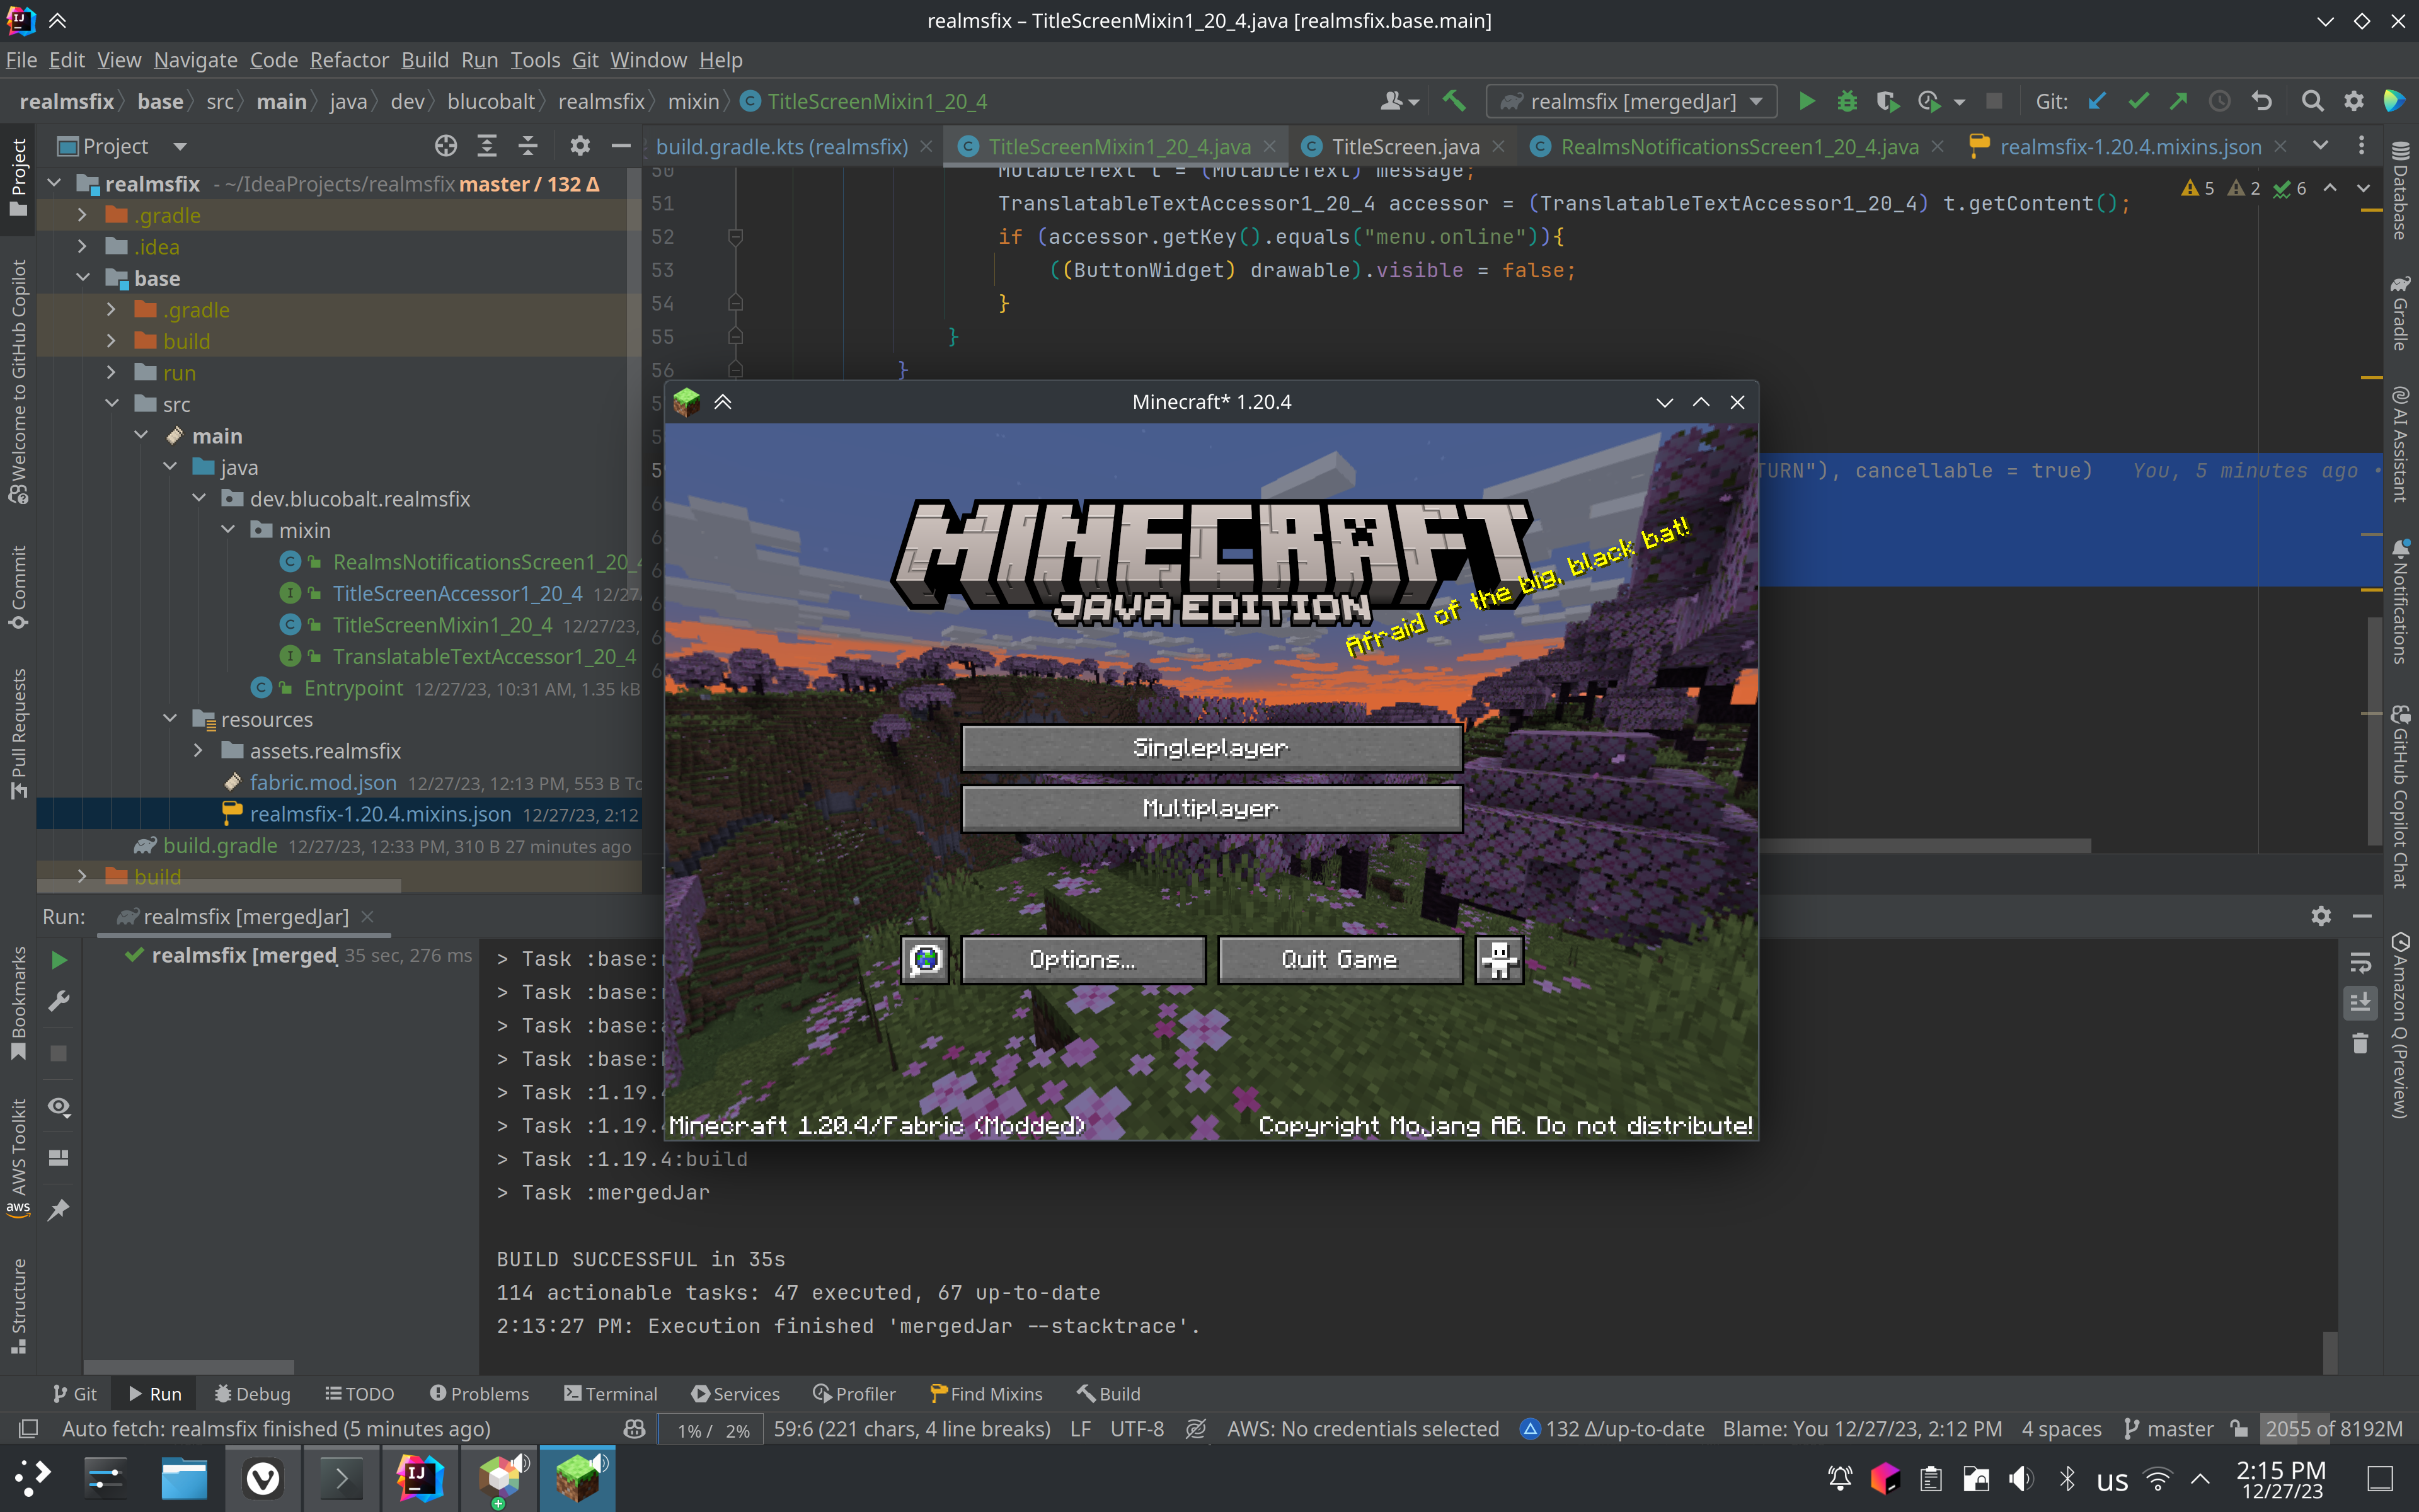 realmsfix – TitleScreenMixin1_20_4.java [realmsfix.base.main]
File Edit View Navigate Code Refactor Build Run Tools Git Window Help
realmsfix base src main java dev blucobalt realmsfix mixin TitleScreenMixin1_20_4
realmsfix [mergedJar]
Git:
Project
build.gradle.kts (realmsfix)
TitleScreenMixin1_20_4.java
TitleScreen.java
RealmsNotificationsScreen1_20_4.java
realmsfix-1.20.4.mixins.json
realmsfix - ~/IdeaProjects/realmsfix master / 132 Δ
.gradle
.idea
base
.gradle
build
run
src
main
java
dev.blucobalt.realmsfix
mixin
RealmsNotificationsScreen1_20_4
TitleScreenAccessor1_20_4 12/27/
TitleScreenMixin1_20_4 12/27/23,
TranslatableTextAccessor1_20_4
Entrypoint 12/27/23, 10:31 AM, 1.35 kB
resources
assets.realmsfix
fabric.mod.json 12/27/23, 12:13 PM, 553 B To
realmsfix-1.20.4.mixins.json 12/27/23, 2:12
build.gradle 12/27/23, 12:33 PM, 310 B 27 minutes ago
build
50 MutableText t = (MutableText) message;
51 TranslatableTextAccessor1_20_4 accessor = (TranslatableTextAccessor1_20_4) t.getContent();
52 if (accessor.getKey().equals("menu.online")){
53 ((ButtonWidget) drawable).visible = false;
54 }
55 }
56 }
5 2 6
TURN"), cancellable = true) You, 5 minutes ago •
Minecraft* 1.20.4
MINECRAFT
JAVA EDITION
Afraid of the big, black bat!
Singleplayer
Multiplayer
Options...
Quit Game
Minecraft 1.20.4/Fabric (Modded)
Copyright Mojang AB. Do not distribute!
Run: realmsfix [mergedJar]
realmsfix [merged 35 sec, 276 ms
> Task :base:
> Task :base:
> Task :base:
> Task :base:
> Task :1.19.4
> Task :1.19.4
> Task :1.19.4:build
> Task :mergedJar
BUILD SUCCESSFUL in 35s
114 actionable tasks: 47 executed, 67 up-to-date
2:13:27 PM: Execution finished 'mergedJar --stacktrace'.
Project
Welcome to GitHub Copilot
Commit
Pull Requests
Bookmarks
AWS Toolkit
aws
Structure
Database
Gradle
AI Assistant
Notifications
GitHub Copilot Chat
Amazon Q (Preview)
Git Run Debug TODO Problems Terminal Services Profiler Find Mixins Build
Auto fetch: realmsfix finished (5 minutes ago)
1% / 2%
59:6 (221 chars, 4 line breaks) LF UTF-8
AWS: No credentials selected
132 Δ/up-to-date
Blame: You 12/27/23, 2:12 PM
4 spaces
master
2055 of 8192M
IJ
us
2:15 PM
12/27/23